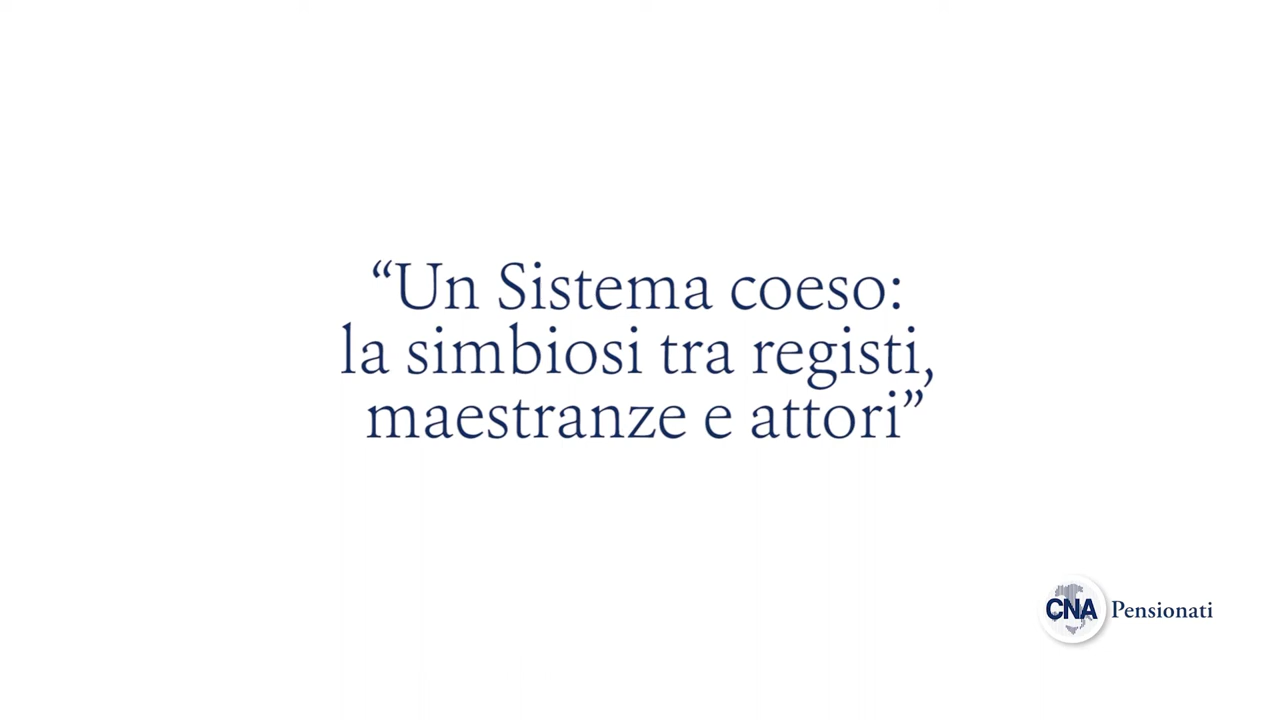 “Un Sistema coeso:
la simbiosi tra registi,
maestranze e attori”
CNA Pensionati